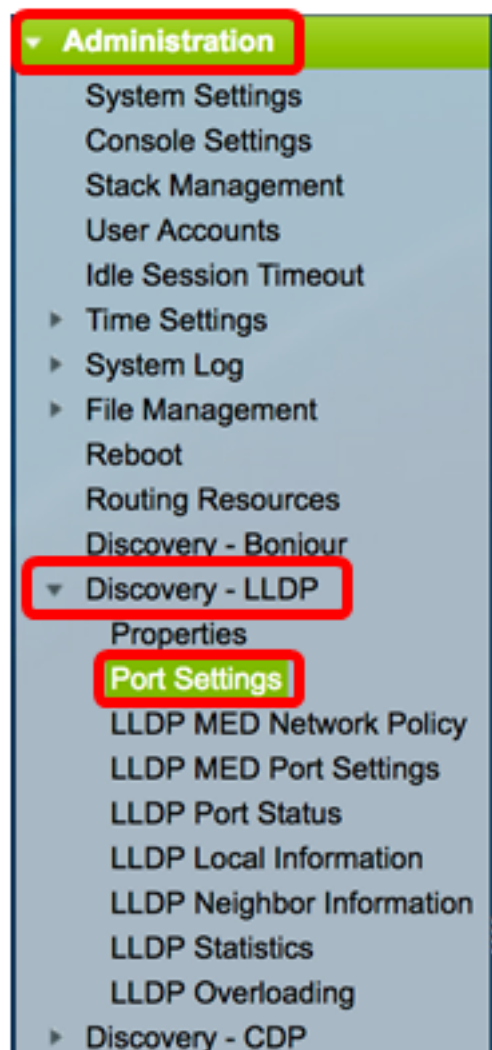 Administration
System Settings
Console Settings
Stack Management
User Accounts
Idle Session Timeout
Time Settings
System Log
File Management
Reboot
Routing Resources
Discovery - Bonjour
Discovery - LLDP
Properties
Port Settings
LLDP MED Network Policy
LLDP MED Port Settings
LLDP Port Status
LLDP Local Information
LLDP Neighbor Information
LLDP Statistics
LLDP Overloading
Discovery - CDP